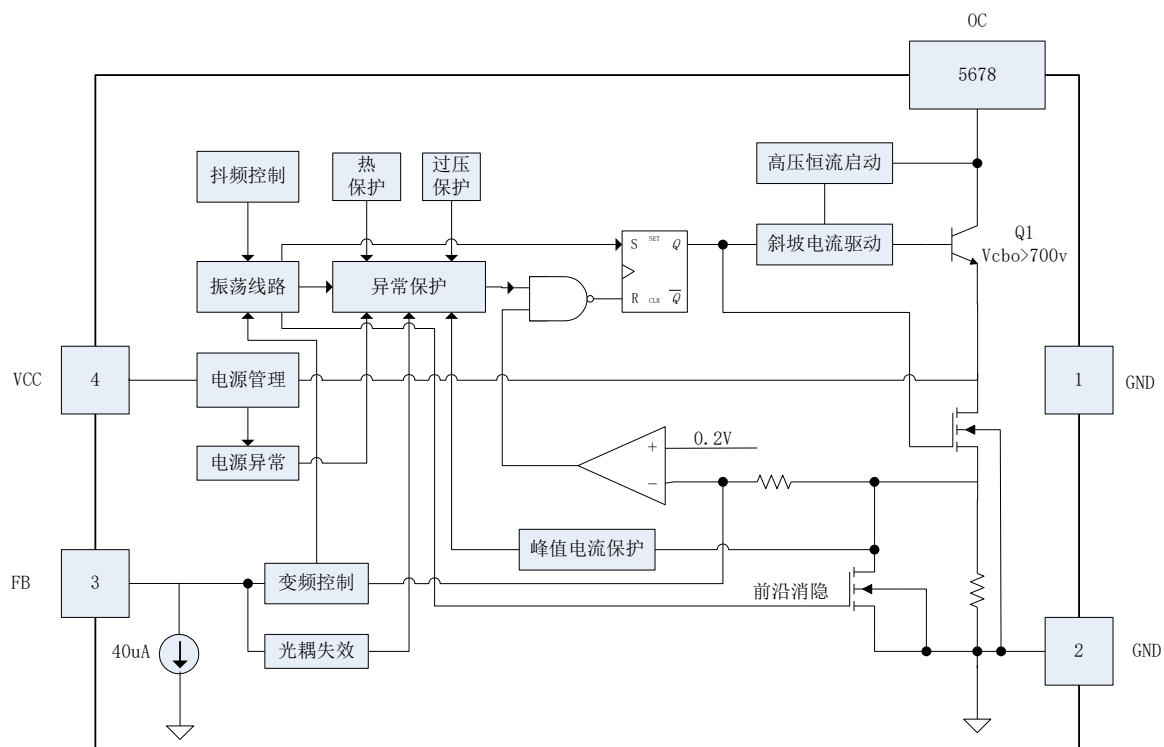 OC
5678
抖频控制
热
保护
过压
保护
高压恒流启动
S
SET
Q
斜坡电流驱动
Q1
Vcbo>700v
振荡线路
异常保护
R
CLR
Q
VCC
4
电源管理
1
GND
电源异常
+
0.2V
−
峰值电流保护
FB
3
变频控制
前沿消隐
40uA
光耦失效
2
GND